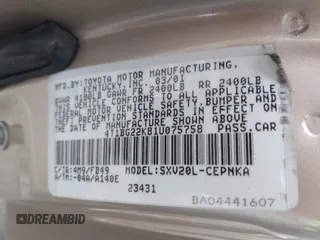 MFD.BY:TOYOTA MOTOR MANUFACTURING,
KENTUCKY, INC. 03/01
GVWR 4180LB GAWR FR 2400LB RR 2400LB
THIS VEHICLE CONFORMS TO ALL APPLICABLE
FEDERAL MOTOR VEHICLE SAFETY, BUMPER AND
THEFT PREVENTION STANDARDS IN EFFECT ON
THE DATE OF MANUFACTURE SHOWN ABOVE.
4T1BG22K81U075758 PASS.CAR
C/TR:4M9/FB49 MODEL:SXV20L-CEPNKA
A/TM:-04A/A140E
23431
BA04441607
DREAMBID